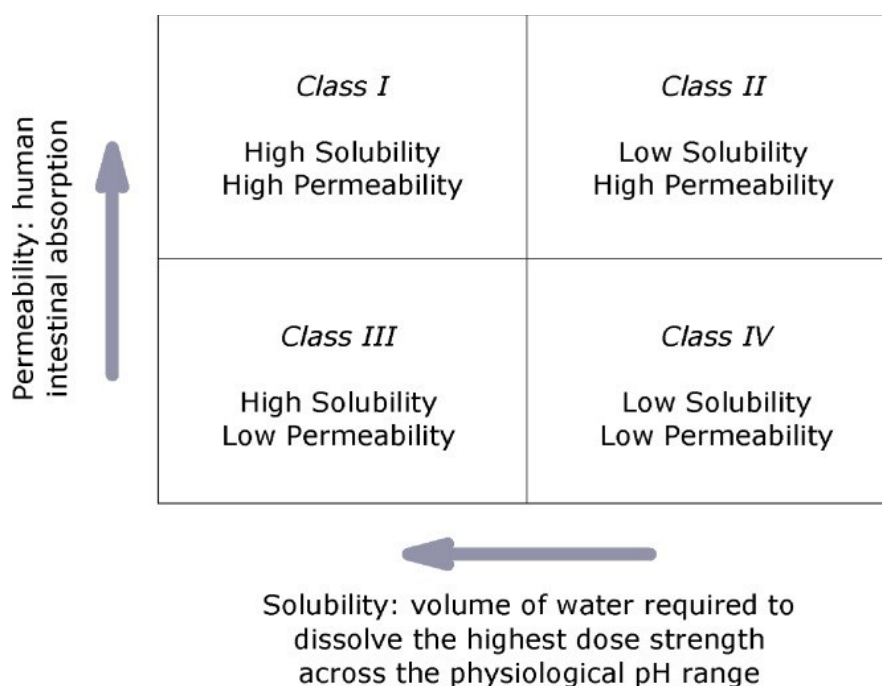 Permeability: human
intestinal absorption
Class I
High Solubility
High Permeability
Class II
Low Solubility
High Permeability
Class III
High Solubility
Low Permeability
Class IV
Low Solubility
Low Permeability
Solubility: volume of water required to
dissolve the highest dose strength
across the physiological pH range